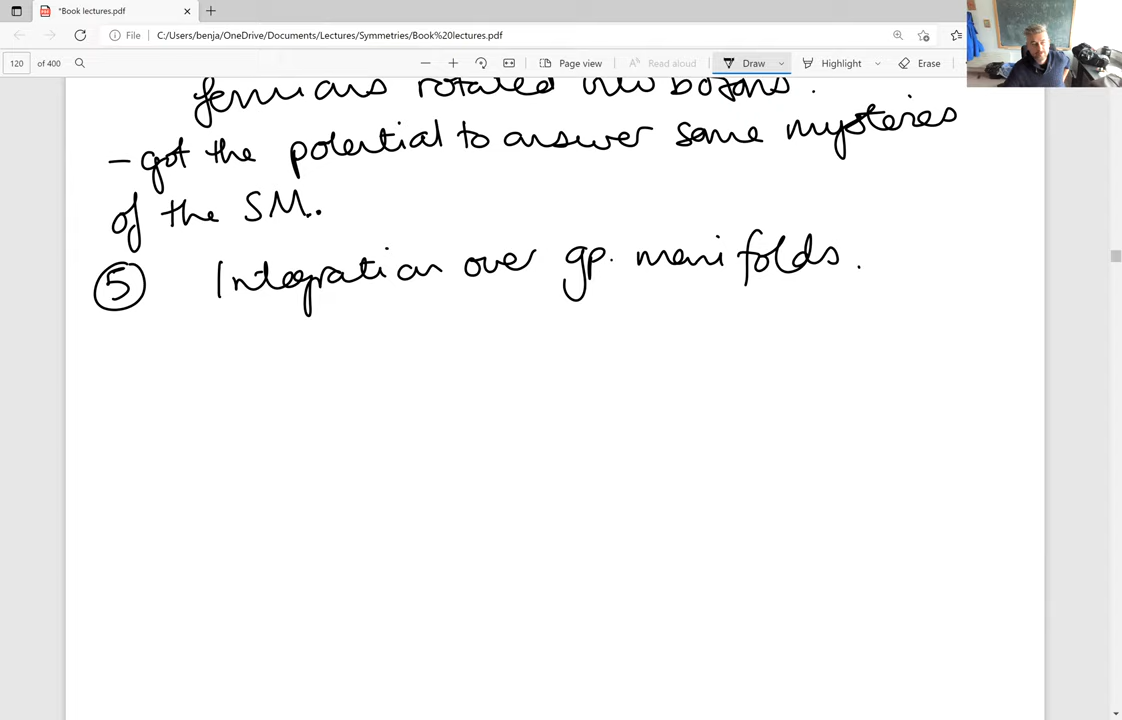 *Book lectures.pdf
File C:/Users/benja/OneDrive/Documents/Lectures/Symmetries/Book%20lectures.pdf
120 of 400 Page view Read aloud Draw Highlight Erase
fermions rotated into bosons.
- got the potential to answer some mysteries
of the SM.
5 Integration over gp. manifolds.